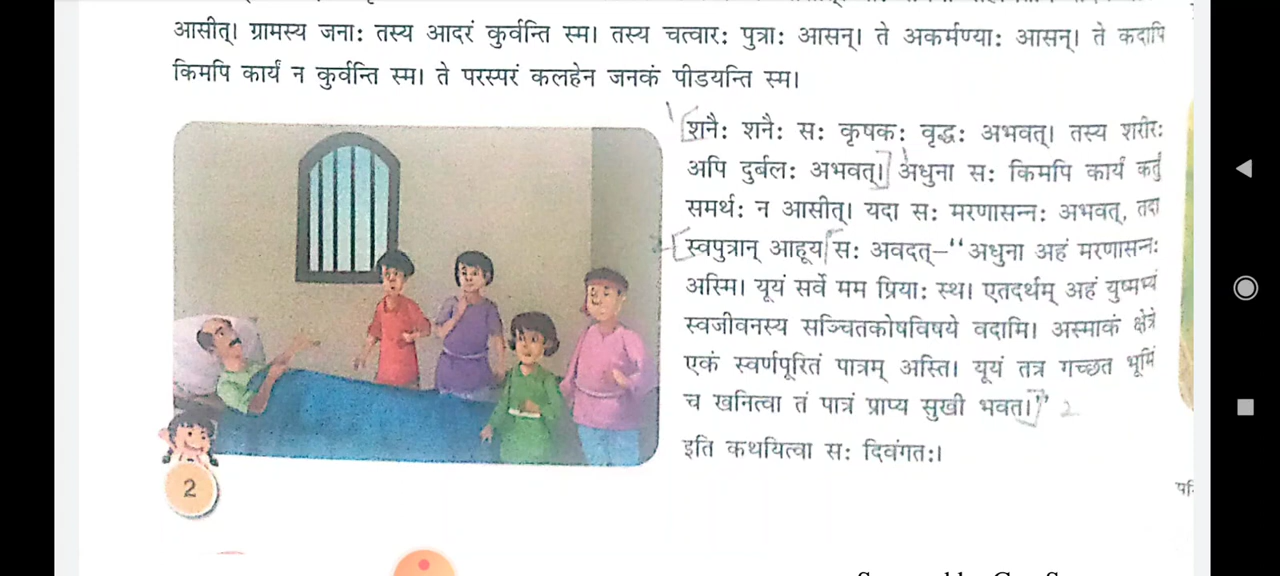 आसीत्। ग्रामस्य जनाः तस्य आदरं कुर्वन्ति स्म। तस्य चत्वारः पुत्राः आसन्। ते अकर्मण्याः आसन्। ते कदापि
किमपि कार्यं न कुर्वन्ति स्म। ते परस्परं कलहेन जनकं पीडयन्ति स्म।
1
शनैः शनैः सः कृषकः वृद्धः अभवत्। तस्य शरीरः
अपि दुर्बलः अभवत्। अधुना सः किमपि कार्यं कर्तुं
समर्थः न आसीत्। यदा सः मरणासन्नः अभवत्, तदा
स्वपुत्रान् आहूय सः अवदत्–“अधुना अहं मरणासन्नः
अस्मि। यूयं सर्वे मम प्रियाः स्थ। एतदर्थम् अहं युष्मभ्यं
स्वजीवनस्य सञ्चितकोषविषये वदामि। अस्माकं क्षेत्रे
एकं स्वर्णपूरितं पात्रम् अस्ति। यूयं तत्र गच्छत भूमिं
च खनित्वा तं पात्रं प्राप्य सुखी भवत।” 2
इति कथयित्वा सः दिवंगतः।
2